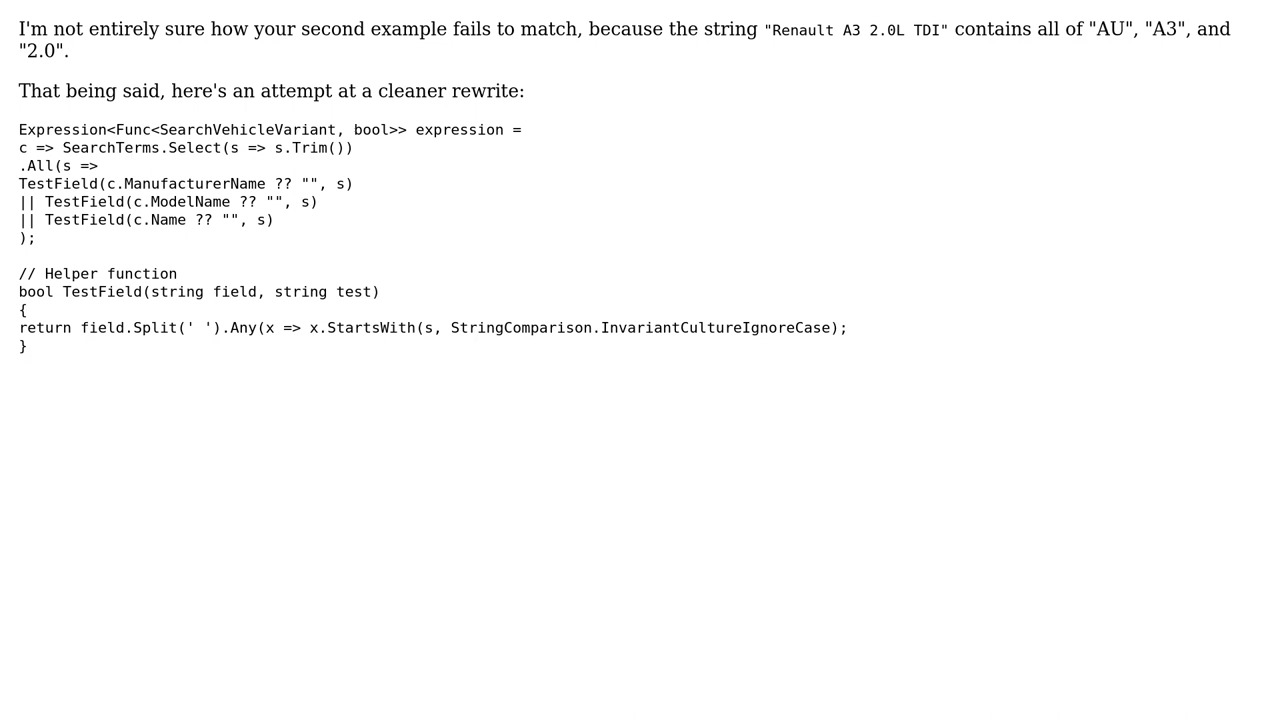 I'm not entirely sure how your second example fails to match, because the string "Renault A3 2.0L TDI" contains all of "AU", "A3", and
"2.0".
That being said, here's an attempt at a cleaner rewrite:
Expression<Func<SearchVehicleVariant, bool>> expression =
c => SearchTerms.Select(s => s.Trim())
.All(s =>
TestField(c.ManufacturerName ?? "", s)
|| TestField(c.ModelName ?? "", s)
|| TestField(c.Name ?? "", s)
);
// Helper function
bool TestField(string field, string test)
{
return field.Split(' ').Any(x => x.StartsWith(s, StringComparison.InvariantCultureIgnoreCase);
}